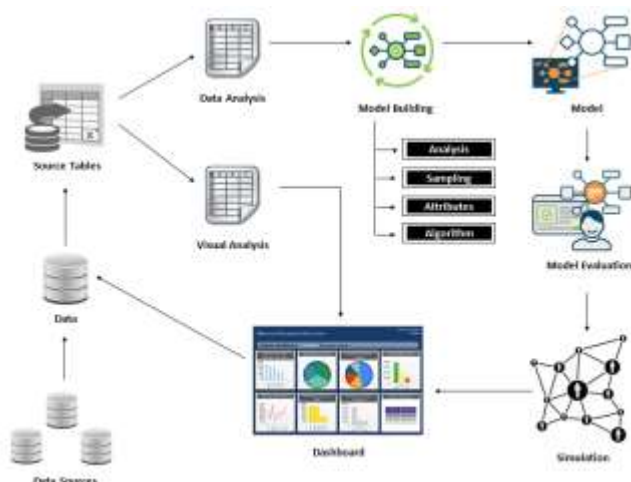 Data Analysis
Model Building
Model
Source Tables
Analysis
Sampling
Attributes
Algorithm
Visual Analysis
Model Evaluation
Data
Dashboard
Simulation
Data Sources